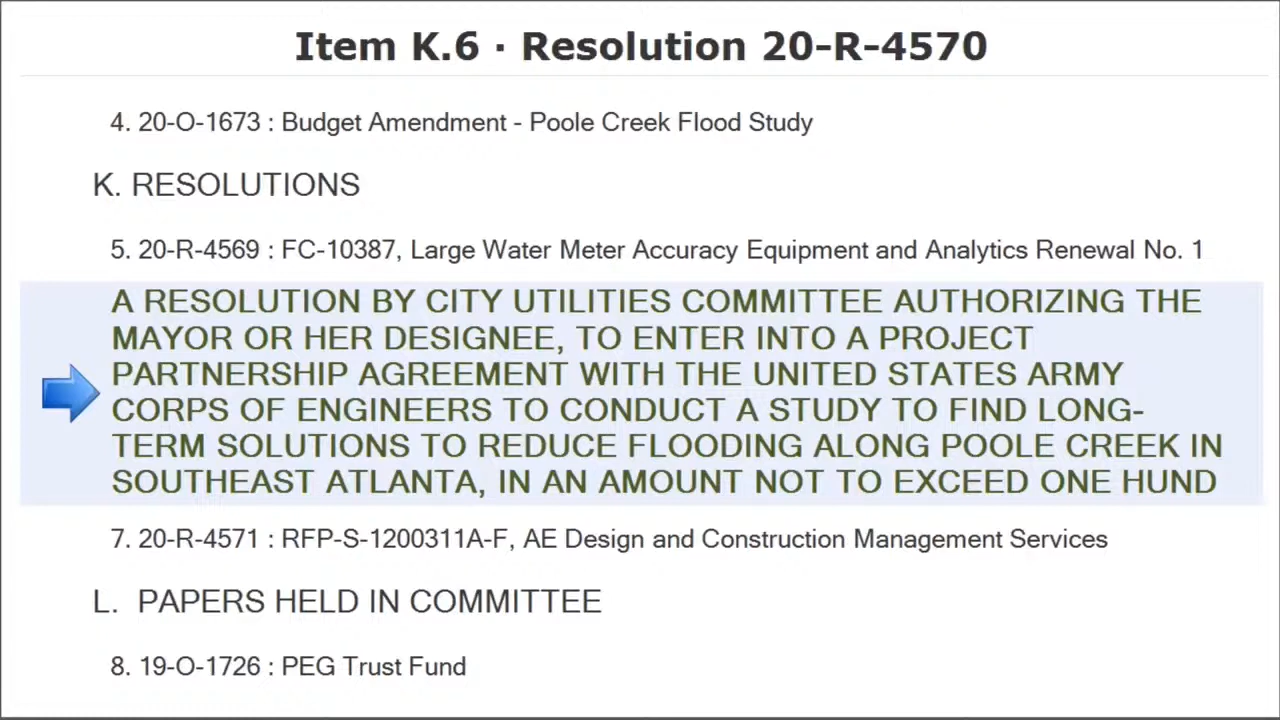 Item K.6 · Resolution 20-R-4570
4. 20-O-1673 : Budget Amendment - Poole Creek Flood Study
K. RESOLUTIONS
5. 20-R-4569 : FC-10387, Large Water Meter Accuracy Equipment and Analytics Renewal No. 1
A RESOLUTION BY CITY UTILITIES COMMITTEE AUTHORIZING THE
MAYOR OR HER DESIGNEE, TO ENTER INTO A PROJECT
PARTNERSHIP AGREEMENT WITH THE UNITED STATES ARMY
CORPS OF ENGINEERS TO CONDUCT A STUDY TO FIND LONG-
TERM SOLUTIONS TO REDUCE FLOODING ALONG POOLE CREEK IN
SOUTHEAST ATLANTA, IN AN AMOUNT NOT TO EXCEED ONE HUND
7. 20-R-4571 : RFP-S-1200311A-F, AE Design and Construction Management Services
L. PAPERS HELD IN COMMITTEE
8. 19-O-1726 : PEG Trust Fund